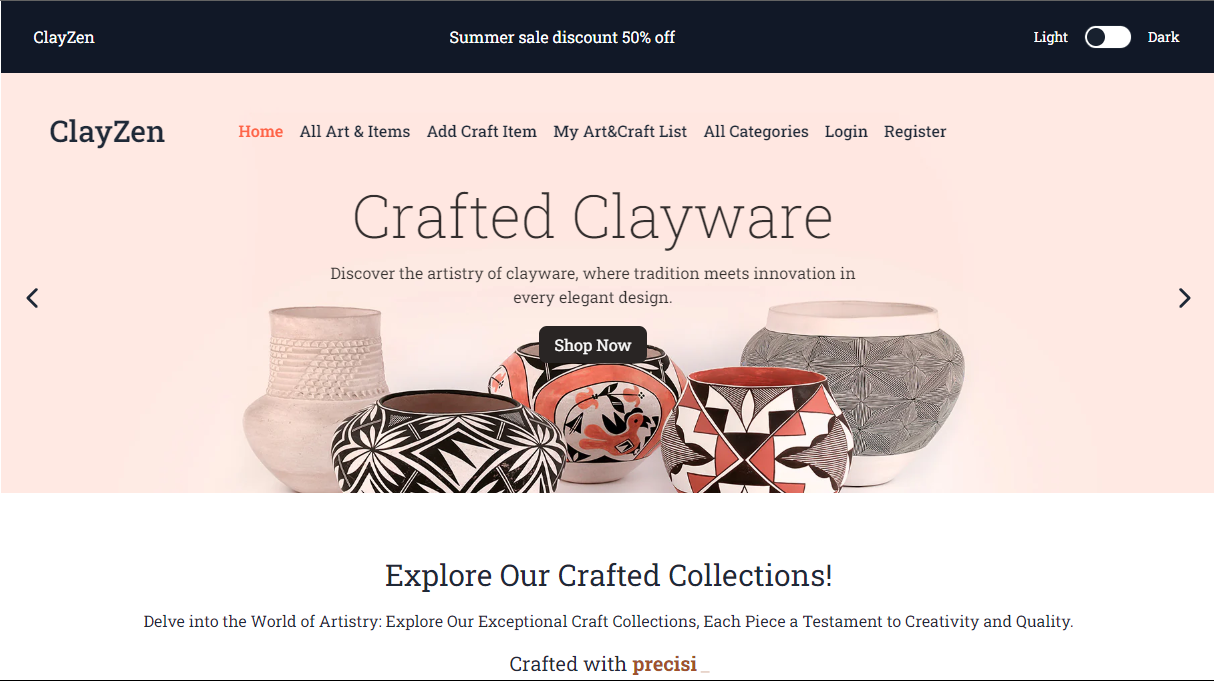 ClayZen Summer sale discount 50% off Light Dark
ClayZen Home All Art & Items Add Craft Item My Art&Craft List All Categories Login Register
Crafted Clayware
Discover the artistry of clayware, where tradition meets innovation in
every elegant design.
Shop Now
Explore Our Crafted Collections!
Delve into the World of Artistry: Explore Our Exceptional Craft Collections, Each Piece a Testament to Creativity and Quality.
Crafted with precisi _